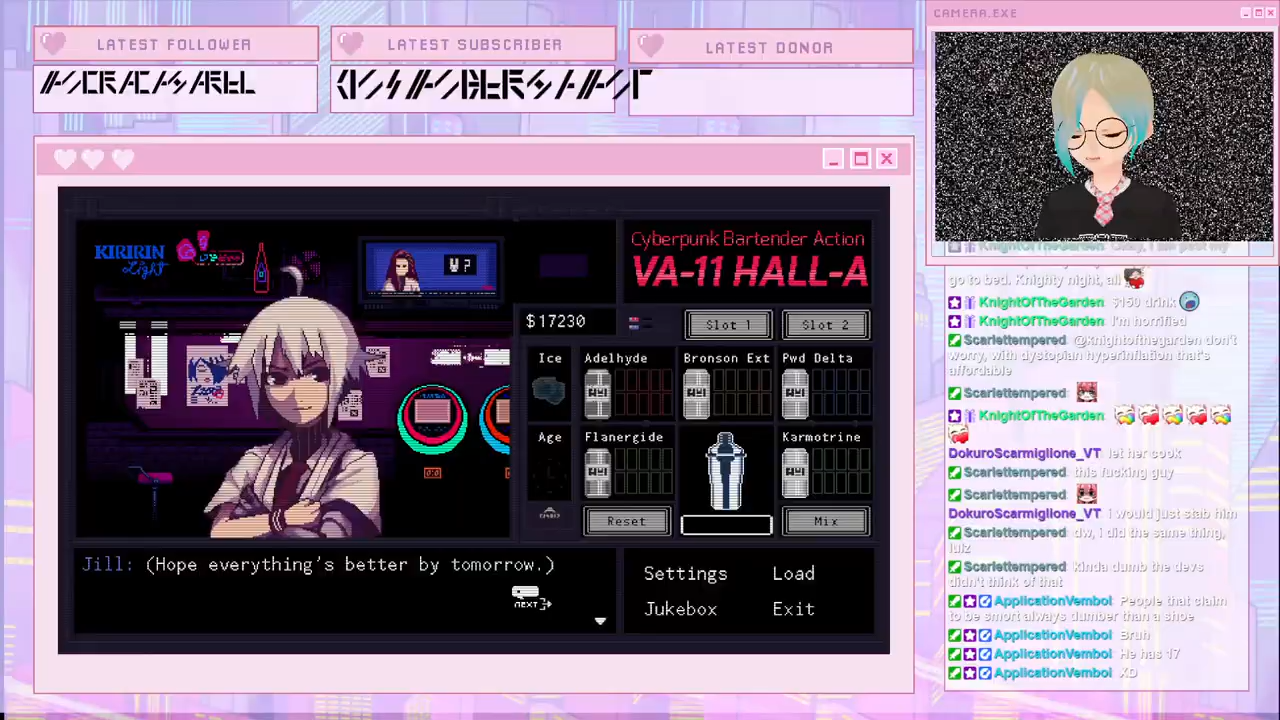 LATEST FOLLOWER
LATEST SUBSCRIBER
LATEST DONOR
CAMERA.EXE
KIRIRIN
Light
Cyberpunk Bartender Action
VA-11 HALL-A
$17230
Slot 1
Slot 2
Ice
Adelhyde
Bronson Ext
Pwd Delta
Age
Flanergide
Karmotrine
Reset
Mix
Jill: (Hope everything's better by tomorrow.)
NEXT
Settings
Load
Jukebox
Exit
go to bed. Knighty night, all
KnightOfTheGarden $150 drink
KnightOfTheGarden I'm horrified
Scarlettempered @knightofthegarden don't
worry, with dystopian hyperinflation that's
affordable
Scarlettempered
KnightOfTheGarden
DokuroScarmiglione_VT let her cook
Scarlettempered this fucking guy
Scarlettempered
DokuroScarmiglione_VT I would just stab him
Scarlettempered dw, i did the same thing,
lulz
Scarlettempered kinda dumb the devs
didn't think of that
ApplicationVembol People that claim
to be smort always dumber than a shoe
ApplicationVembol Bruh
ApplicationVembol He has 17
ApplicationVembol XD